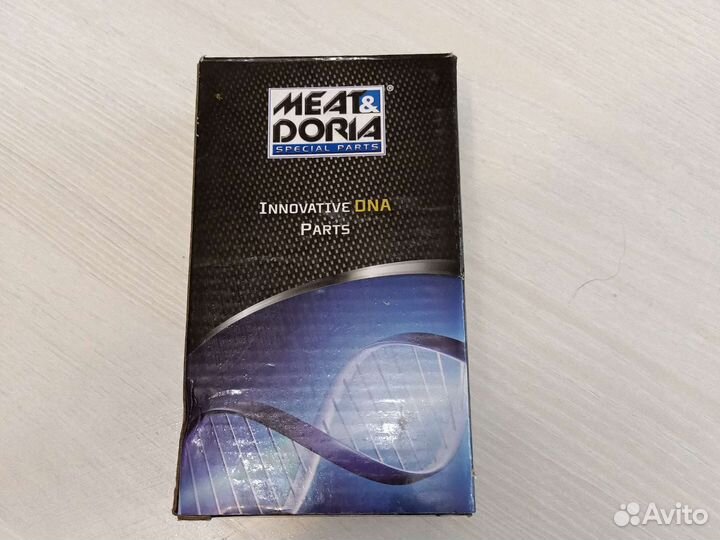 MEAT&
DORIA
®
SPECIAL PARTS
INNOVATIVE DNA
PARTS
Avito